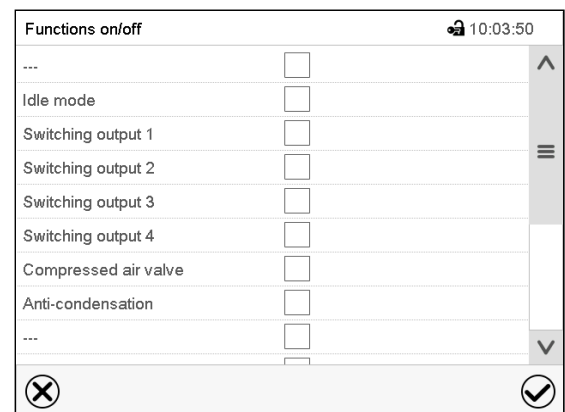 Functions on/off 10:03:50
---
Idle mode
Switching output 1
Switching output 2
Switching output 3
Switching output 4
Compressed air valve
Anti-condensation
---